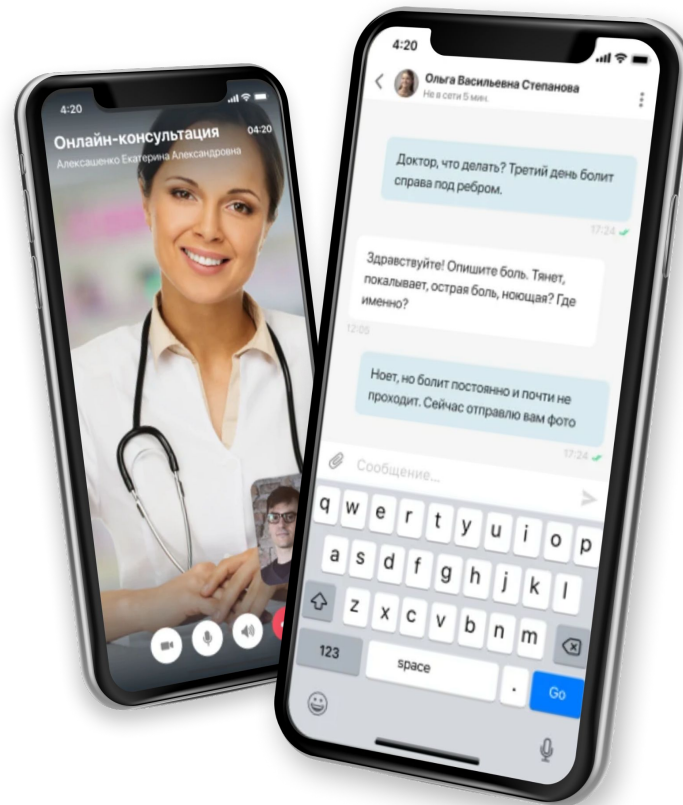 4:20
Онлайн-консультация
04:20
Алексашенко Екатерина Александровна
4:20
Ольга Васильевна Степанова
Не в сети 5 мин.
Доктор, что делать? Третий день болит
справа под ребром.
17:24
Здравствуйте! Опишите боль. Тянет,
покалывает, острая боль, ноющая? Где
именно?
12:05
Ноет, но болит постоянно и почти не
проходит. Сейчас отправлю вам фото
17:24
Сообщение...
q w e r t y u i o p
a s d f g h j k l
z x c v b n m
123 space . Go